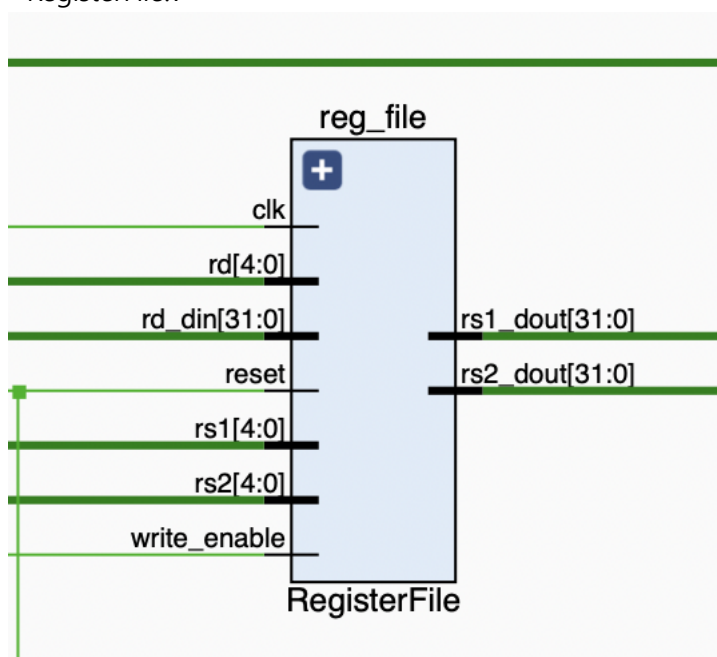 RegisterFile.
reg_file
clk
rd[4:0]
rd_din[31:0]
rs1_dout[31:0]
reset
rs2_dout[31:0]
rs1[4:0]
rs2[4:0]
write_enable
RegisterFile